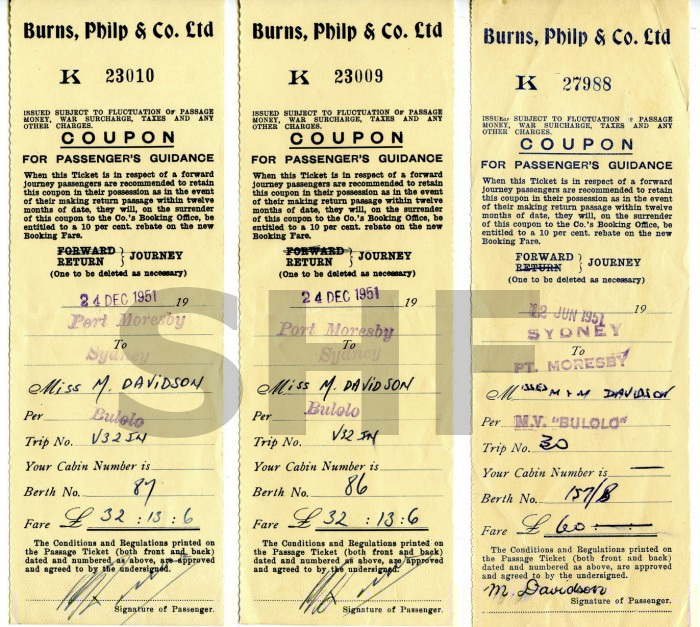 Burns, Philp & Co. Ltd
K 23010
ISSUED SUBJECT TO FLUCTUATION OF PASSAGE
MONEY, WAR SURCHARGE, TAXES AND ANY
OTHER CHARGES.
COUPON
FOR PASSENGER'S GUIDANCE
When this Ticket is in respect of a forward
journey passengers are recommended to retain
this coupon in their possession as in the event
of their making return passage within twelve
months of date, they will, on the surrender
of this coupon to the Co.'s Booking Office, be
entitled to a 10 per cent. rebate on the new
Booking Fare.
FORWARD
RETURN } JOURNEY
(One to be deleted as necessary)
24 DEC 1951 19
Port Moresby
To
Sydney
Miss M. DAVIDSON
Per Bulolo
Trip No. V32 JN
Your Cabin Number is
Berth No. 87
Fare £ 32 : 13 : 6
The Conditions and Regulations printed on
the Passage Ticket (both front and back)
dated and numbered as above, are approved
and agreed to by the undersigned.
Signature of Passenger.
Burns, Philp & Co. Ltd
K 23009
ISSUED SUBJECT TO FLUCTUATION OF PASSAGE
MONEY, WAR SURCHARGE, TAXES AND ANY
OTHER CHARGES.
COUPON
FOR PASSENGER'S GUIDANCE
When this Ticket is in respect of a forward
journey passengers are recommended to retain
this coupon in their possession as in the event
of their making return passage within twelve
months of date, they will, on the surrender
of this coupon to the Co.'s Booking Office, be
entitled to a 10 per cent. rebate on the new
Booking Fare.
FORWARD
RETURN } JOURNEY
(One to be deleted as necessary)
24 DEC 1951 19
Port Moresby
To
Sydney
Miss M. DAVIDSON
Per Bulolo
Trip No.
Your Cabin Number is
Berth No. 86
Fare £ 32 : 13 : 6
The Conditions and Regulations printed on
the Passage Ticket (both front and back)
dated and numbered as above, are approved
and agreed to by the undersigned.
Signature of Passenger.
Burns, Philp & Co. Ltd
K 27988
ISSUED SUBJECT TO FLUCTUATION OF PASSAGE
MONEY, WAR SURCHARGE, TAXES AND ANY
OTHER CHARGES.
COUPON
FOR PASSENGER'S GUIDANCE
When this Ticket is in respect of a forward
journey passengers are recommended to retain
this coupon in their possession as in the event
of their making return passage within twelve
months of date, they will, on the surrender
of this coupon to the Co.'s Booking Office, be
entitled to a 10 per cent. rebate on the new
Booking Fare.
FORWARD
RETURN } JOURNEY
(One to be deleted as necessary)
12 JUN 1951 19
SYDNEY
To
PT. MORESBY
Misses M & M DAVIDSON
Per M.V. "BULOLO"
Trip No. 30
Your Cabin Number is —
Berth No. 157/8
Fare £ 60 : — : —
The Conditions and Regulations printed on
the Passage Ticket (both front and back)
dated and numbered as above, are approved
and agreed to by the undersigned.
M. Davidson
Signature of Passenger.
SHF